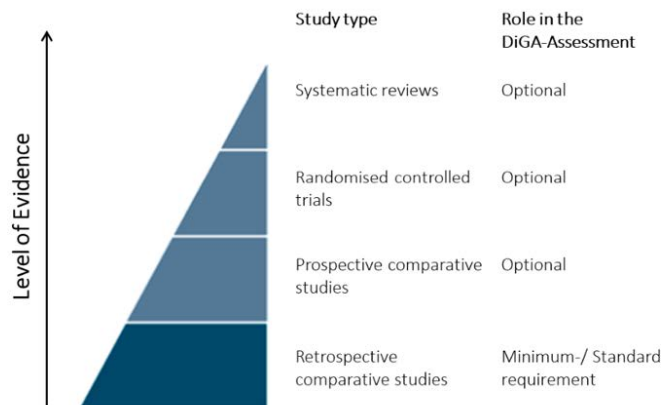 Study type
Role in the
DiGA-Assessment
Systematic reviews
Optional
Randomised controlled
trials
Optional
Prospective comparative
studies
Optional
Retrospective
comparative studies
Minimum-/ Standard
requirement
Level of Evidence